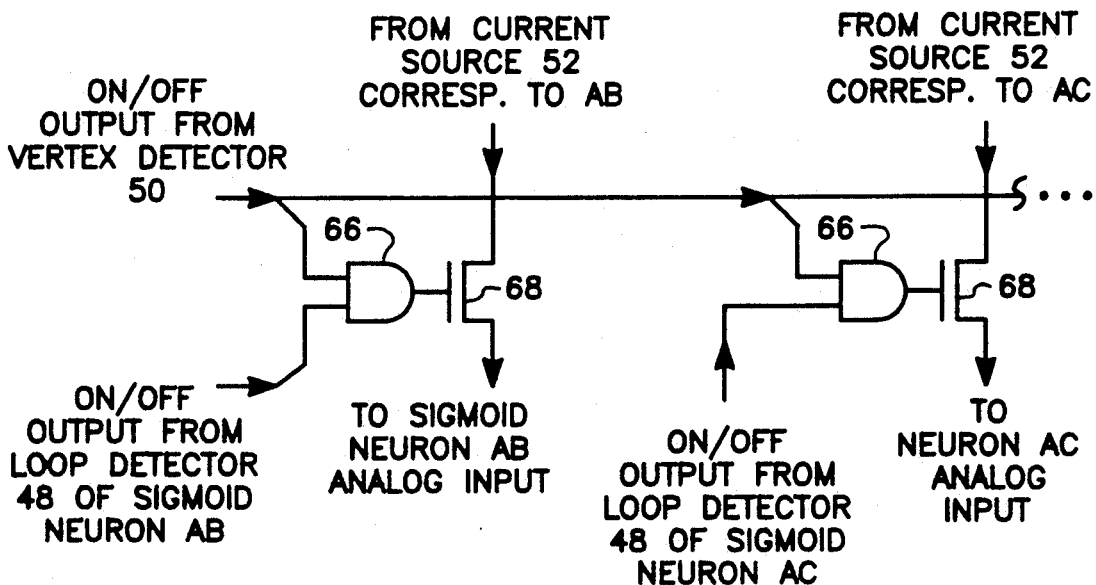 FROM CURRENT
SOURCE 52
CORRESP. TO AB
FROM CURRENT
SOURCE 52
CORRESP. TO AC
ON/OFF
OUTPUT FROM
VERTEX DETECTOR
50
66
68
66
68
ON/OFF
OUTPUT FROM
LOOP DETECTOR
48 OF SIGMOID
NEURON AB
TO SIGMOID
NEURON AB
ANALOG INPUT
ON/OFF
OUTPUT FROM
LOOP DETECTOR
48 OF SIGMOID
NEURON AC
TO
NEURON AC
ANALOG
INPUT